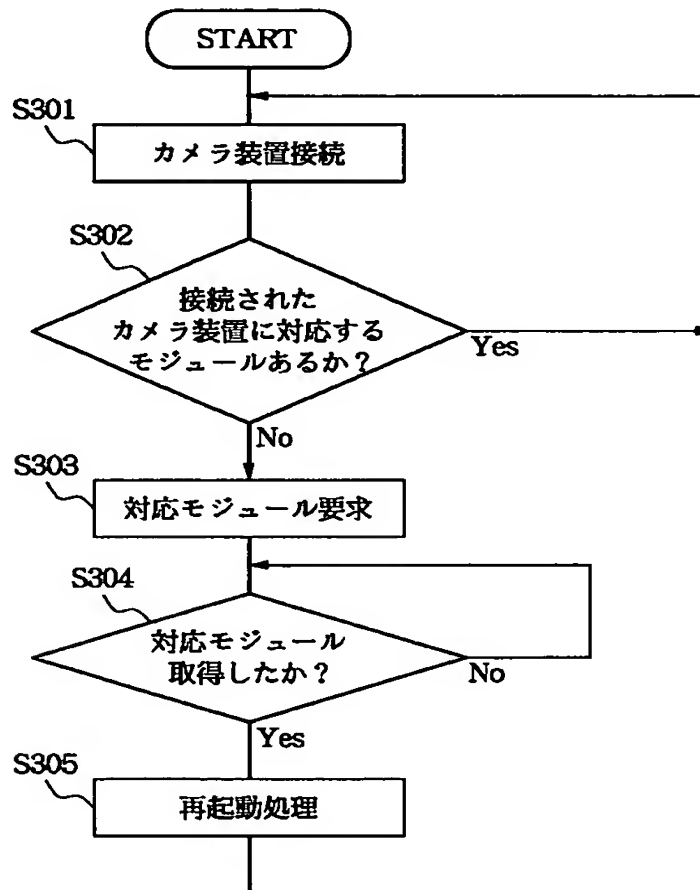 START
S301
カメラ装置接続
S302
接続された
カメラ装置に対応する
モジュールあるか？
Yes
No
S303
対応モジュール要求
S304
対応モジュール
取得したか？
No
Yes
S305
再起動処理